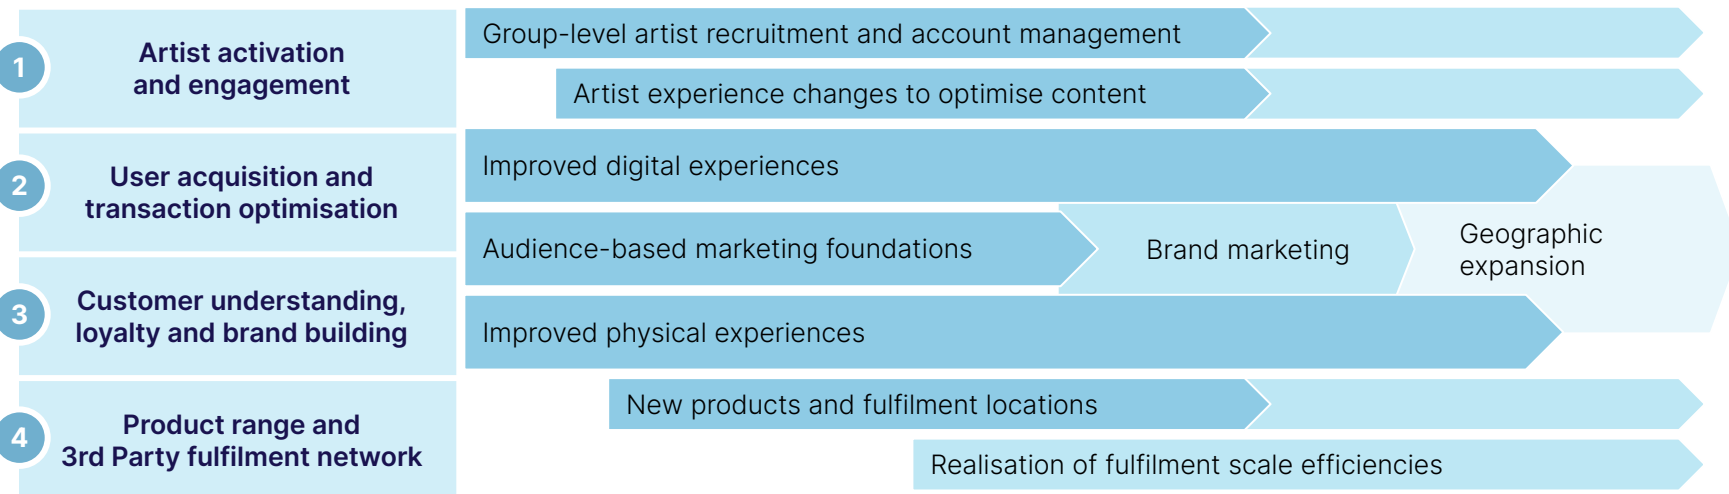 1
Artist activation
and engagement
Group-level artist recruitment and account management
Artist experience changes to optimise content
2
User acquisition and
transaction optimisation
Improved digital experiences
Audience-based marketing foundations
Brand marketing
Geographic
expansion
3
Customer understanding,
loyalty and brand building
Improved physical experiences
4
Product range and
3rd Party fulfilment network
New products and fulfilment locations
Realisation of fulfilment scale efficiencies